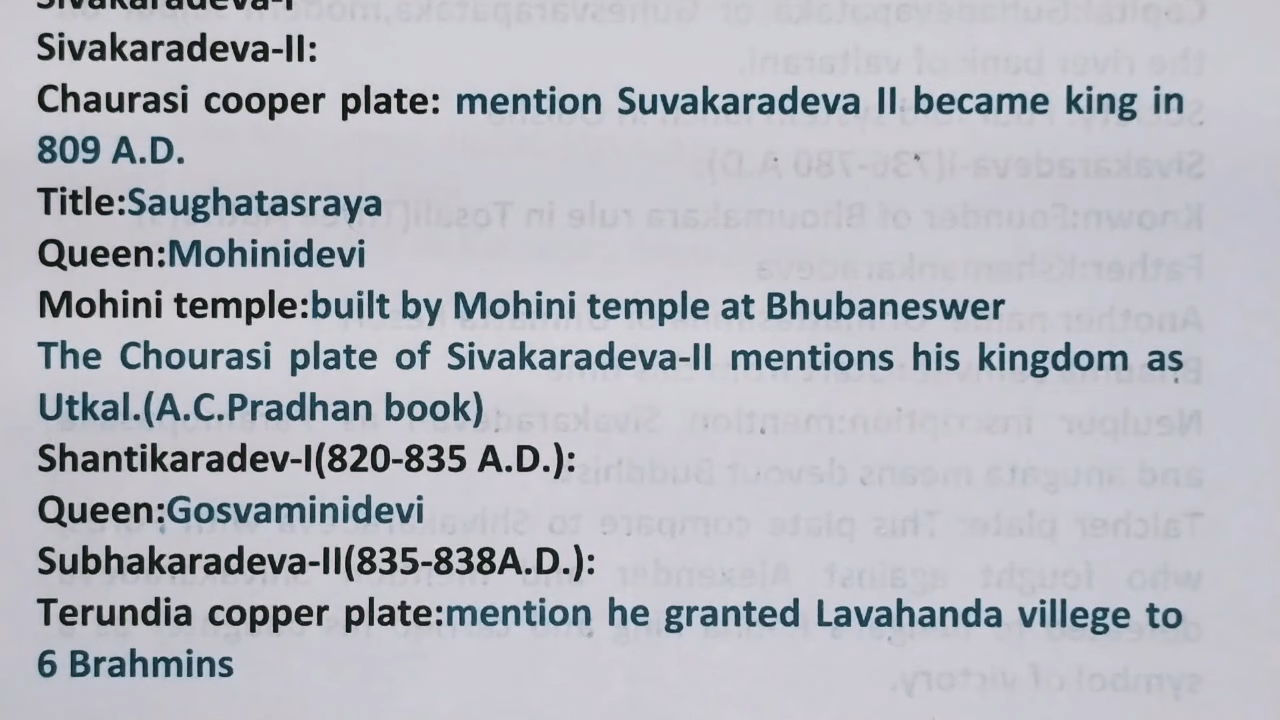 Sivakaradeva-I
Sivakaradeva-II:
Chaurasi cooper plate: mention Suvakaradeva II became king in
809 A.D.
Title:Saughatasraya
Queen:Mohinidevi
Mohini temple:built by Mohini temple at Bhubaneswer
The Chourasi plate of Sivakaradeva-II mentions his kingdom as
Utkal.(A.C.Pradhan book)
Shantikaradev-I(820-835 A.D.):
Queen:Gosvaminidevi
Subhakaradeva-II(835-838A.D.):
Terundia copper plate:mention he granted Lavahanda villege to
6 Brahmins